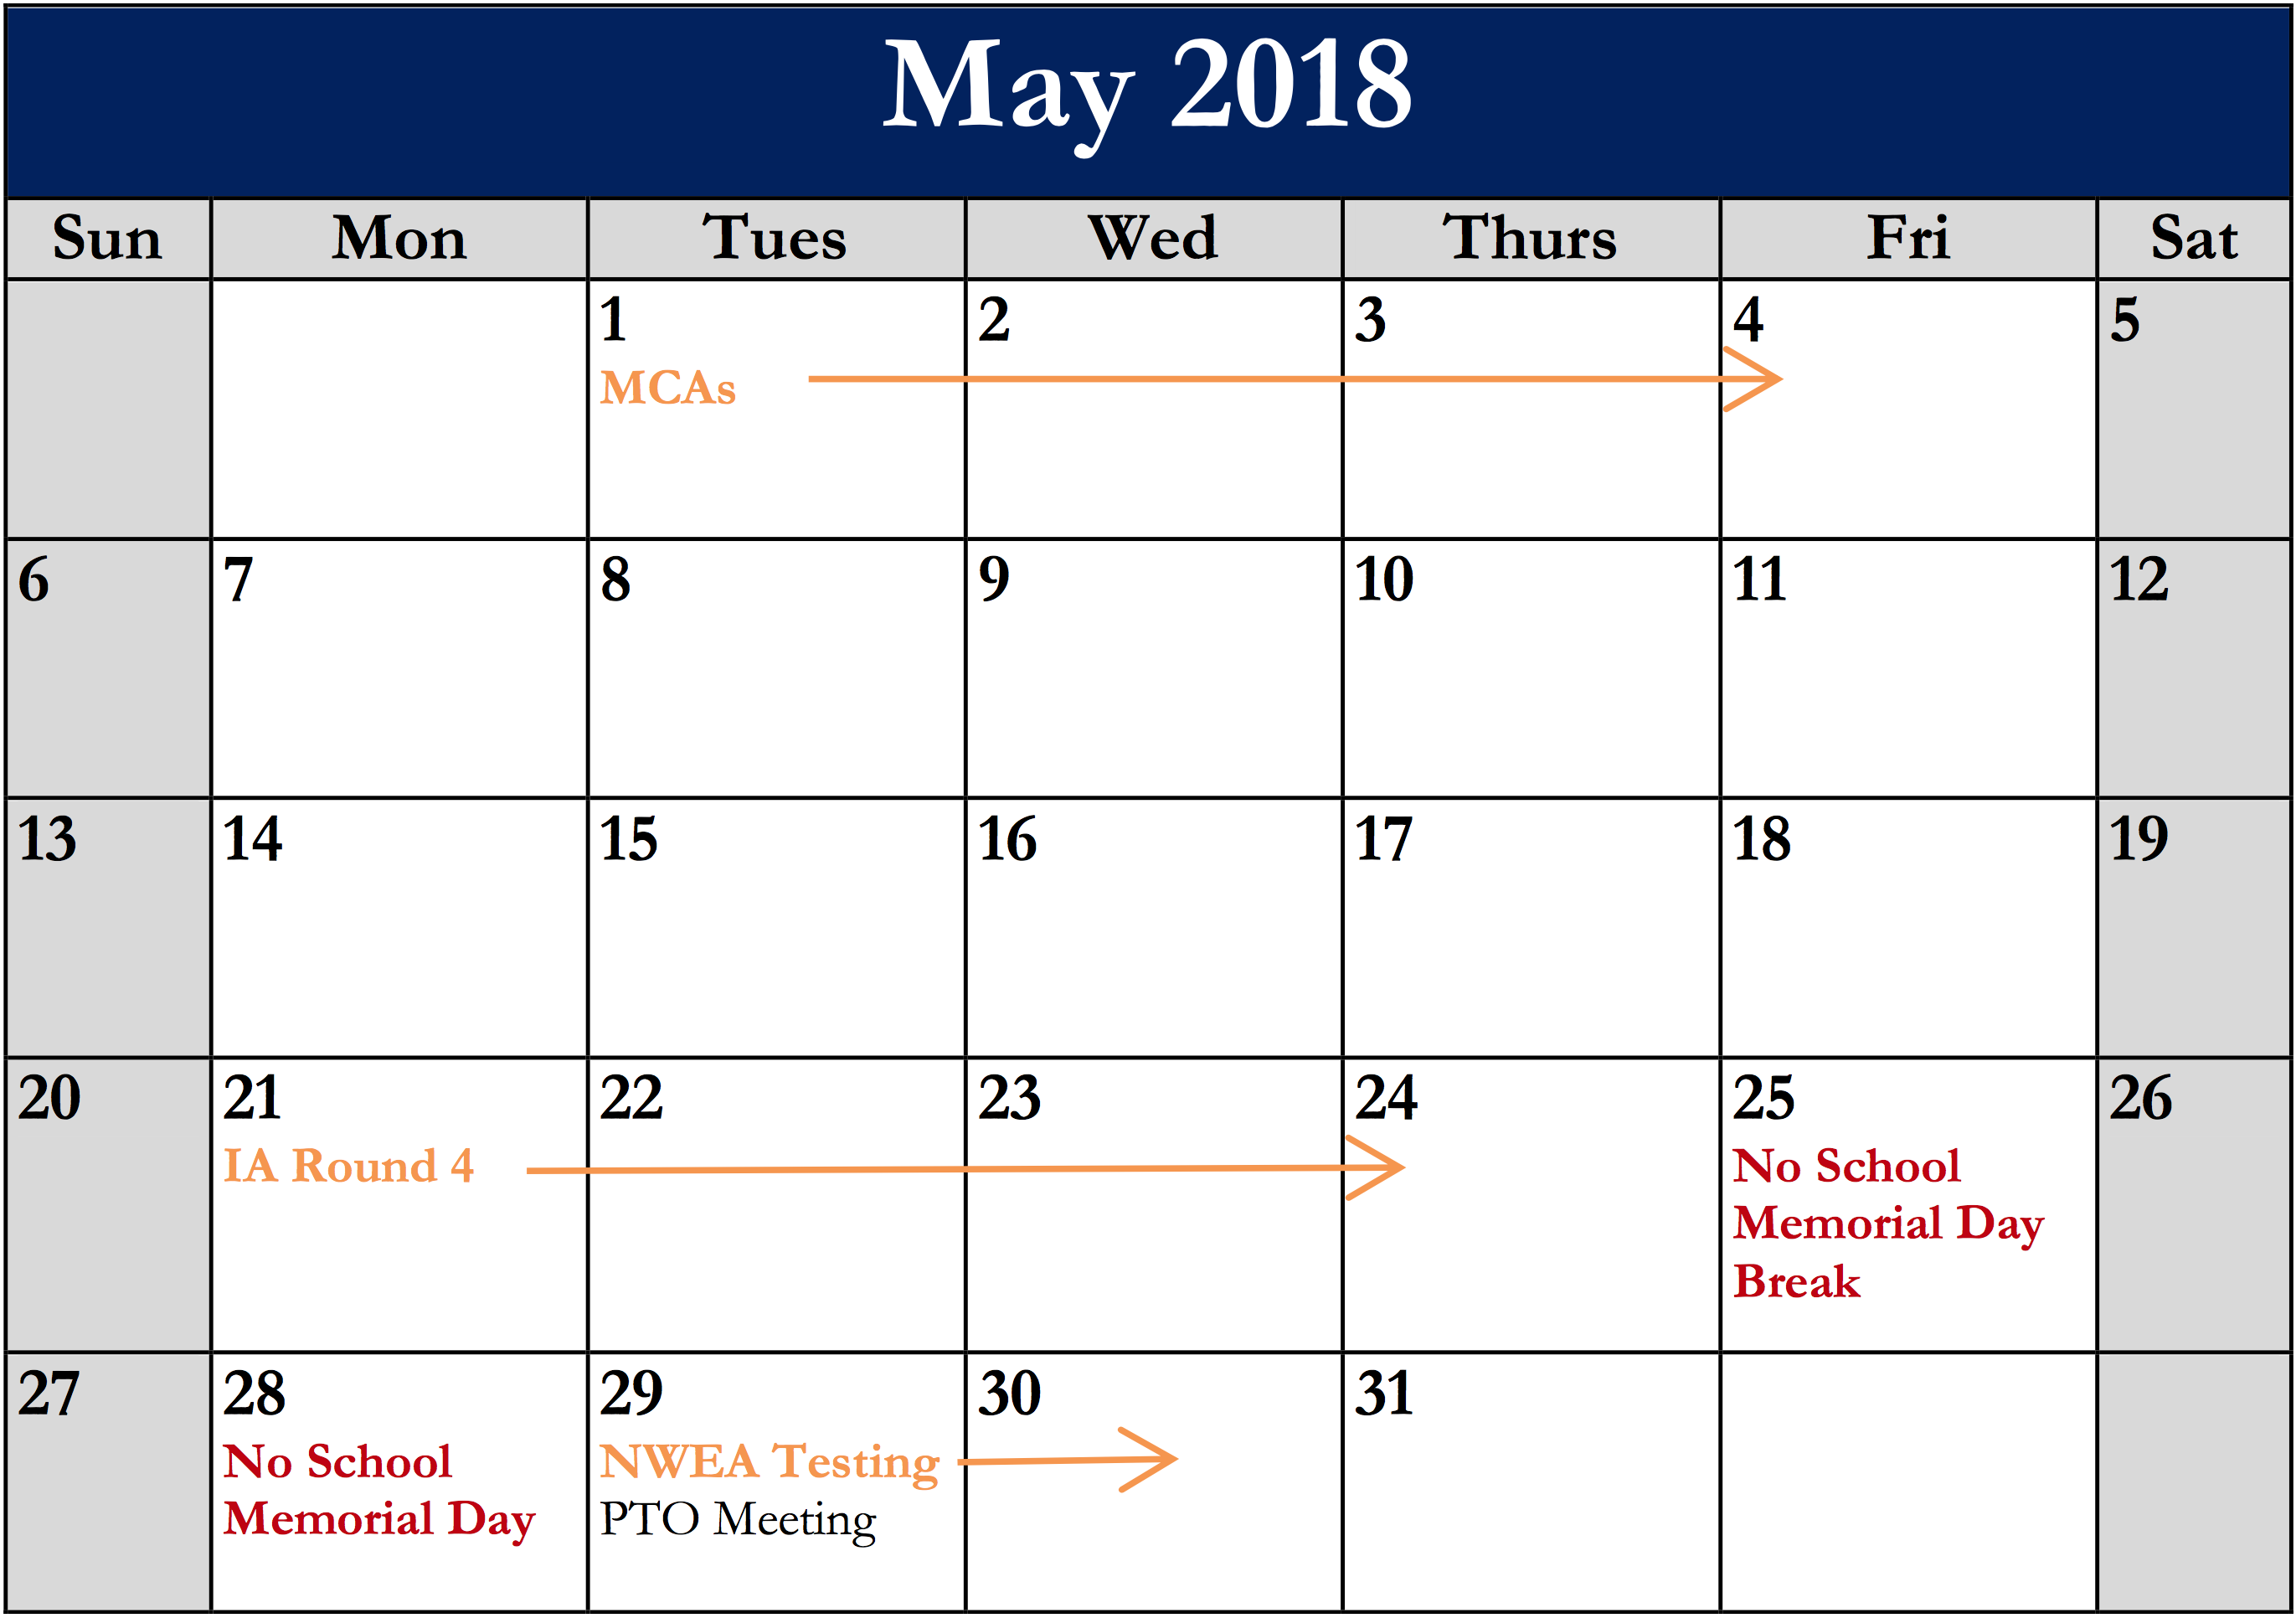 May 2018
Sun Mon Tues Wed Thurs Fri Sat
1 2 3 4 5
MCAs
6 7 8 9 10 11 12
13 14 15 16 17 18 19
20 21 22 23 24 25 26
IA Round 4 No School
Memorial Day
Break
27 28 29 30 31
No School NWEA Testing
Memorial Day PTO Meeting